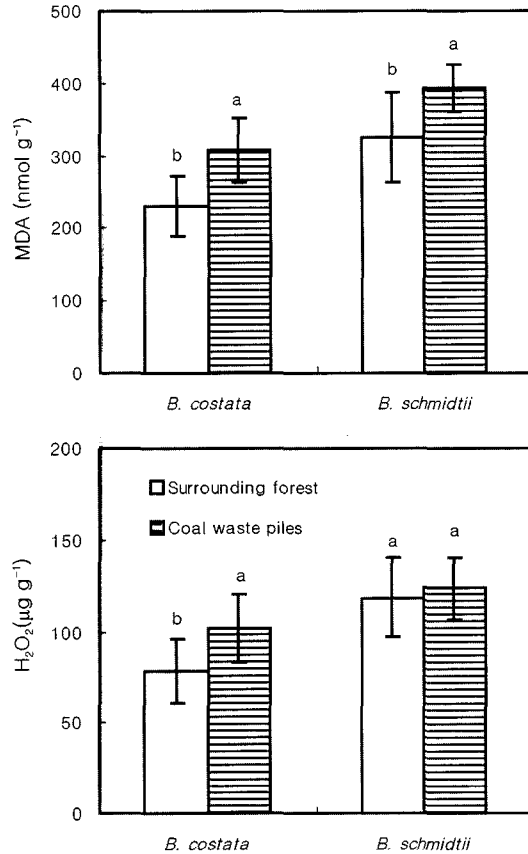 500
400
300
200
100
0
MDA (nmol g⁻¹)
b
a
b
a
B. costata
B. schmidtii
200
150
100
50
0
H₂O₂(μg g⁻¹)
Surrounding forest
Coal waste piles
b
a
a
a
B. costata
B. schmidtii